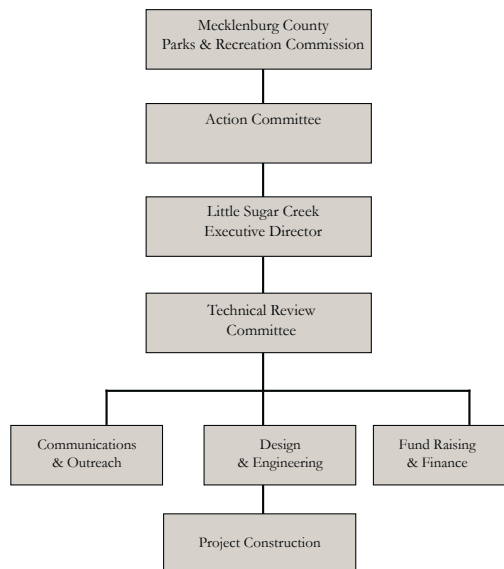 Mecklenburg County
Parks & Recreation Commission
Action Committee
Little Sugar Creek
Executive Director
Technical Review
Committee
Communications
& Outreach
Design
& Engineering
Fund Raising
& Finance
Project Construction